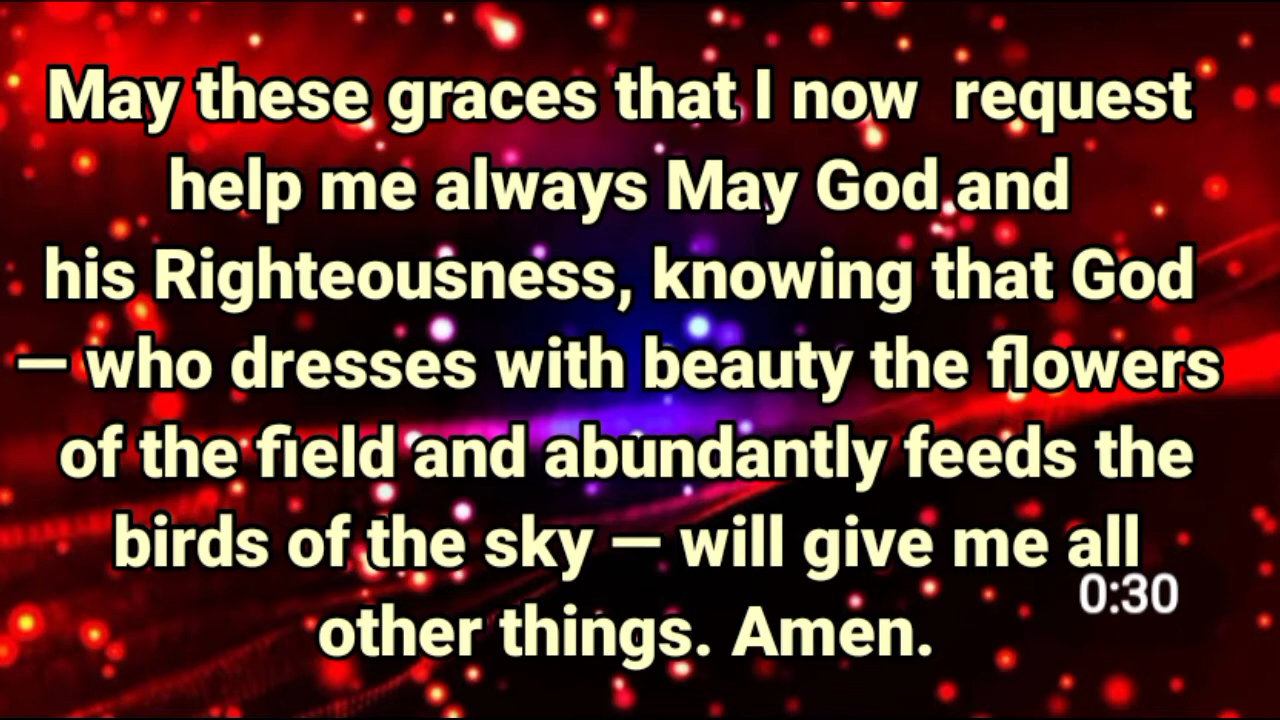 May these graces that I now  request
help me always May God and
his Righteousness, knowing that God
— who dresses with beauty the flowers
of the field and abundantly feeds the
birds of the sky — will give me all
0:30
other things. Amen.